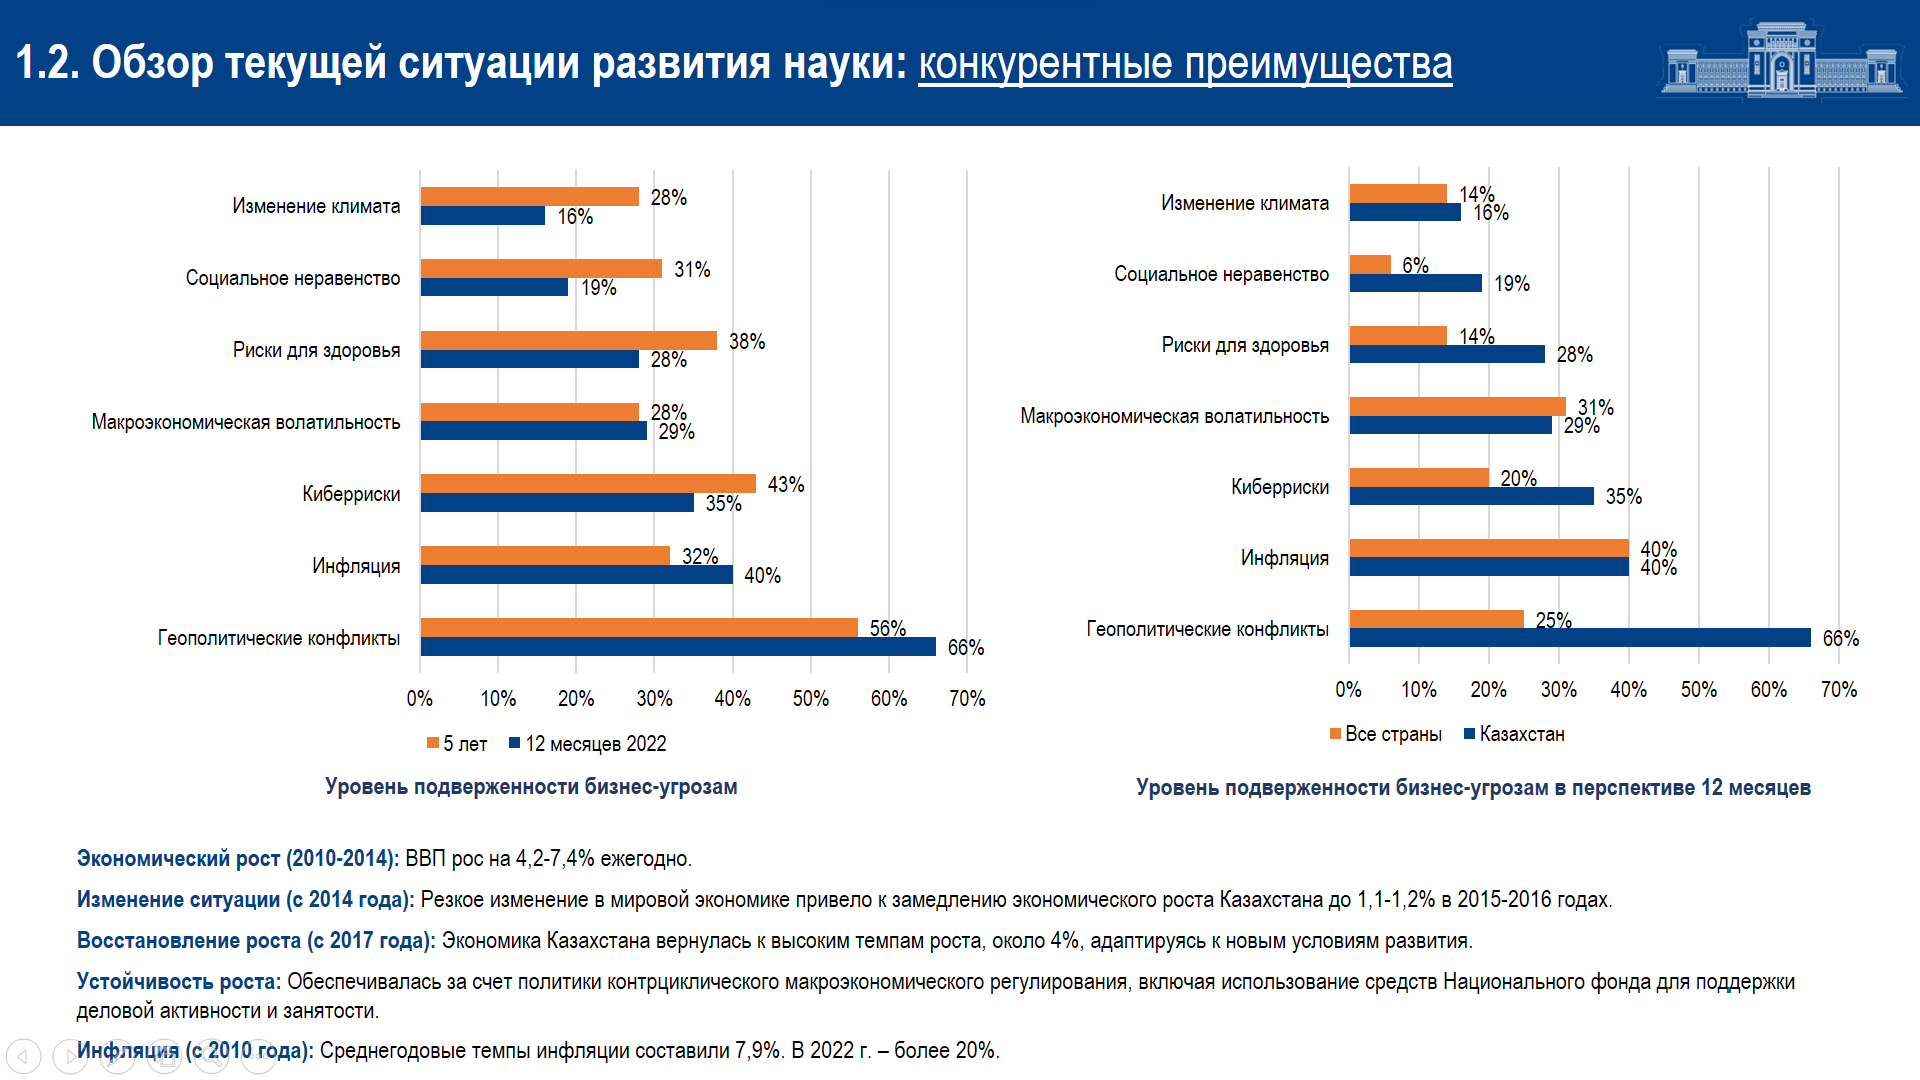 1.2. Обзор текущей ситуации развития науки: конкурентные преимущества
Изменение климата
28%
16%
Социальное неравенство
31%
19%
Риски для здоровья
38%
28%
Макроэкономическая волатильность
28%
29%
Киберриски
43%
35%
Инфляция
32%
40%
Геополитические конфликты
56%
66%
0% 10% 20% 30% 40% 50% 60% 70%
5 лет 12 месяцев 2022
Уровень подверженности бизнес-угрозам
Изменение климата
14%
16%
Социальное неравенство
6%
19%
Риски для здоровья
14%
28%
Макроэкономическая волатильность
31%
29%
Киберриски
20%
35%
Инфляция
40%
40%
Геополитические конфликты
25%
66%
0% 10% 20% 30% 40% 50% 60% 70%
Все страны Казахстан
Уровень подверженности бизнес-угрозам в перспективе 12 месяцев
Экономический рост (2010-2014): ВВП рос на 4,2-7,4% ежегодно.
Изменение ситуации (с 2014 года): Резкое изменение в мировой экономике привело к замедлению экономического роста Казахстана до 1,1-1,2% в 2015-2016 годах.
Восстановление роста (с 2017 года): Экономика Казахстана вернулась к высоким темпам роста, около 4%, адаптируясь к новым условиям развития.
Устойчивость роста: Обеспечивалась за счет политики контрциклического макроэкономического регулирования, включая использование средств Национального фонда для поддержки
деловой активности и занятости.
Инфляция (с 2010 года): Среднегодовые темпы инфляции составили 7,9%. В 2022 г. – более 20%.